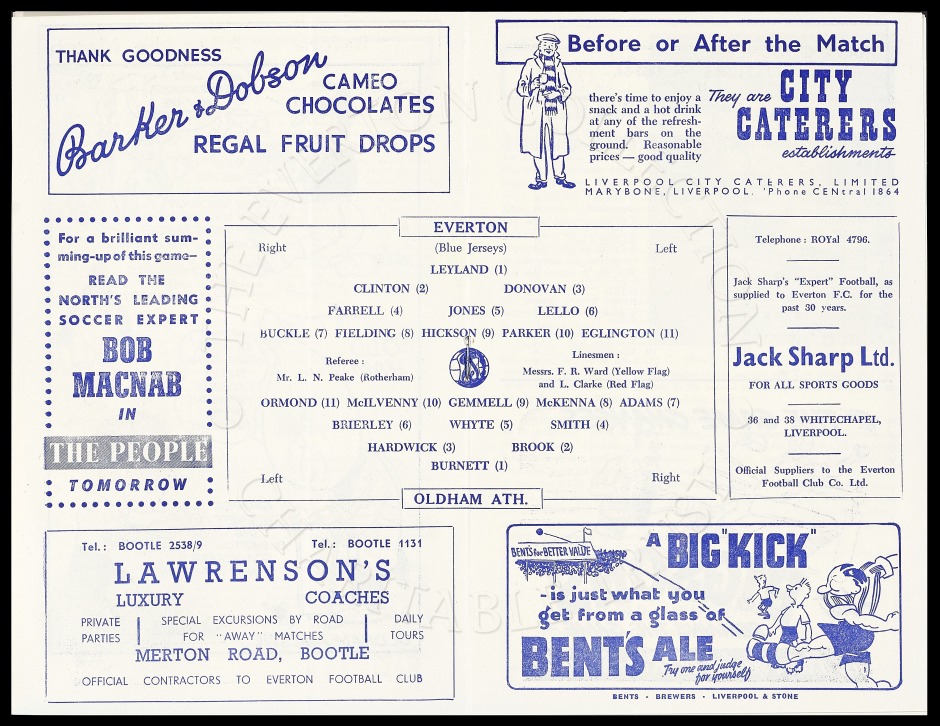 THANK GOODNESS
Barker & Dobson
CAMEO
CHOCOLATES
REGAL FRUIT DROPS
Before or After the Match
there's time to enjoy a
snack and a hot drink
at any of the refresh-
ment bars on the
ground. Reasonable
prices — good quality
They are CITY
CATERERS
establishments
LIVERPOOL CITY CATERERS, LIMITED
MARYBONE, LIVERPOOL. 'Phone CENtral 1864
For a brilliant sum-
ming-up of this game—
READ THE
NORTH'S LEADING
SOCCER EXPERT
BOB
MACNAB
IN
THE PEOPLE
TOMORROW
EVERTON
Right (Blue Jerseys) Left
LEYLAND (1)
CLINTON (2) DONOVAN (3)
FARRELL (4) JONES (5) LELLO (6)
BUCKLE (7) FIELDING (8) HICKSON (9) PARKER (10) EGLINGTON (11)
Referee :
Mr. L. N. Peake (Rotherham)
Linesmen :
Messrs. F. R. Ward (Yellow Flag)
and L. Clarke (Red Flag)
ORMOND (11) McILVENNY (10) GEMMELL (9) McKENNA (8) ADAMS (7)
BRIERLEY (6) WHYTE (5) SMITH (4)
HARDWICK (3) BROOK (2)
BURNETT (1)
Left Right
OLDHAM ATH.
Telephone : ROYal 4796.
Jack Sharp's "Expert" Football, as
supplied to Everton F.C. for the
past 30 years.
Jack Sharp Ltd.
FOR ALL SPORTS GOODS
36 and 38 WHITECHAPEL,
LIVERPOOL.
Official Suppliers to the Everton
Football Club Co. Ltd.
Tel.: BOOTLE 2538/9 Tel.: BOOTLE 1131
LAWRENSON'S
LUXURY COACHES
PRIVATE
PARTIES
SPECIAL EXCURSIONS BY ROAD
FOR "AWAY" MATCHES
DAILY
TOURS
MERTON ROAD, BOOTLE
OFFICIAL CONTRACTORS TO EVERTON FOOTBALL CLUB
BENT'S for BETTER VALUE
A BIG "KICK"
- is just what you
get from a glass of
BENT'S ALE
Try one and judge
for yourself
BENTS • BREWERS • LIVERPOOL & STONE